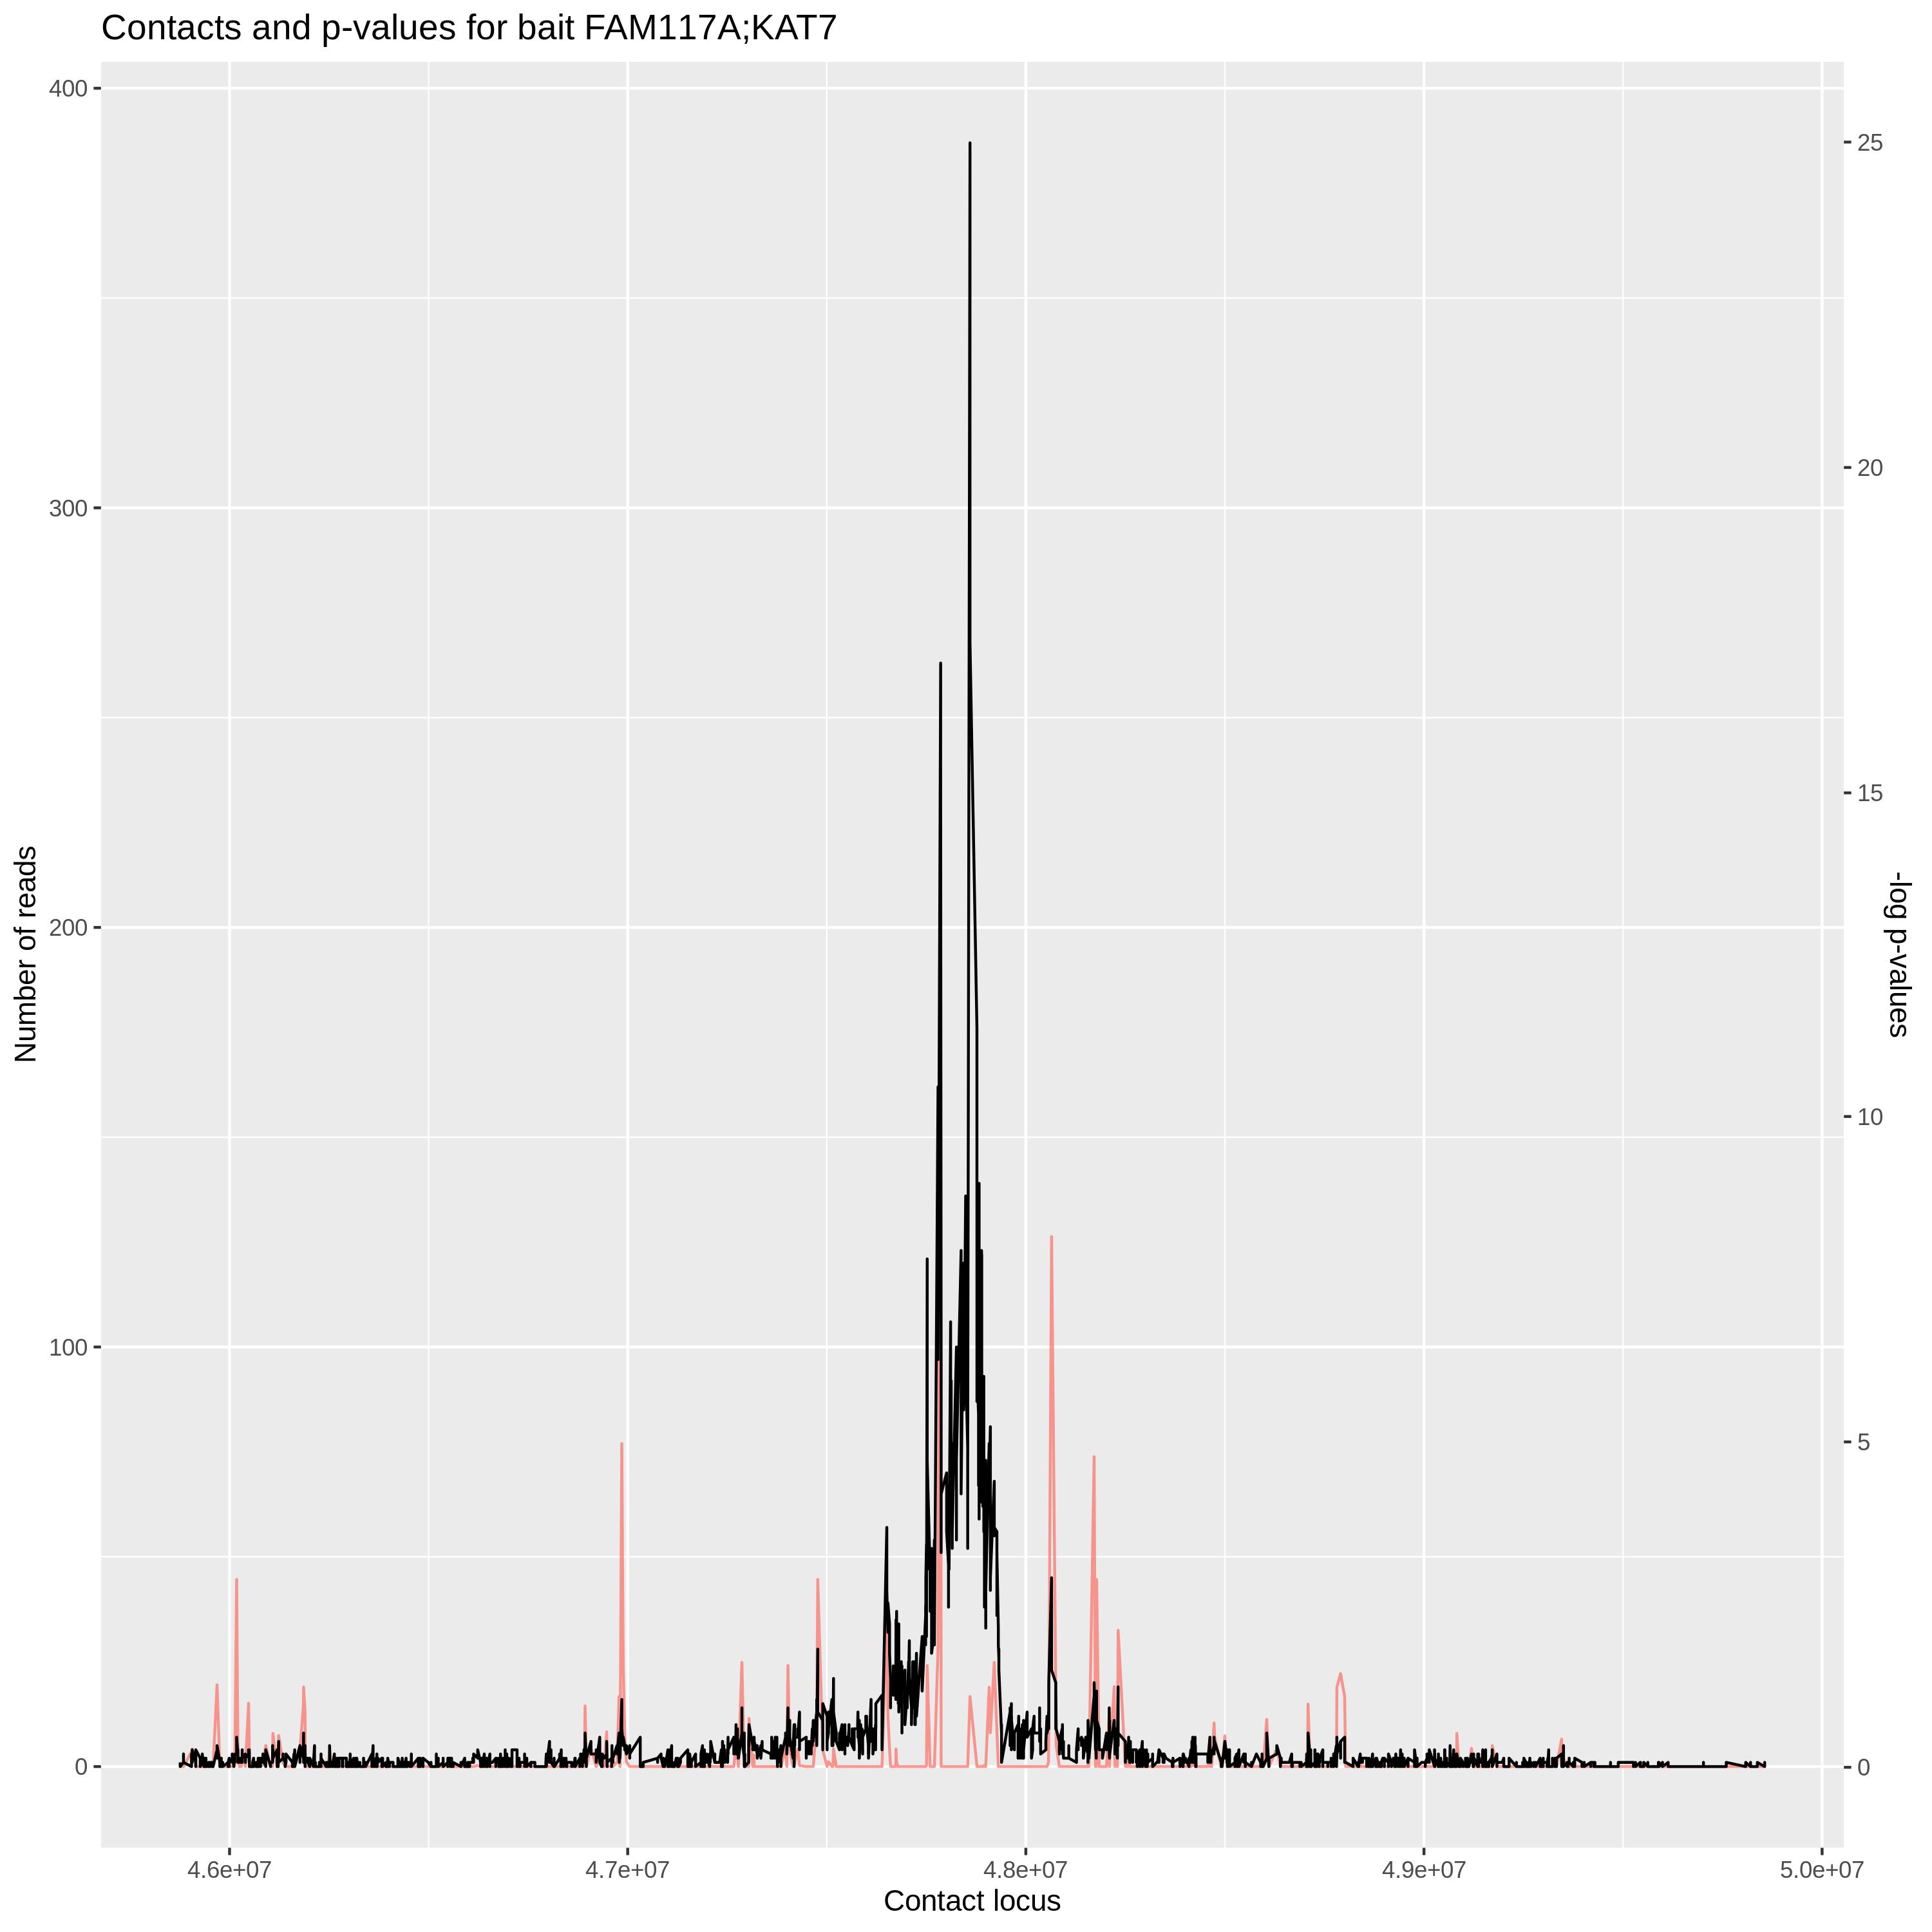 Contacts and p-values for bait FAM117A;KAT7
400
300
200
100
0
25
20
15
10
5
0
Number of reads
-log p-values
4.6e+07 4.7e+07 4.8e+07 4.9e+07 5.0e+07
Contact locus